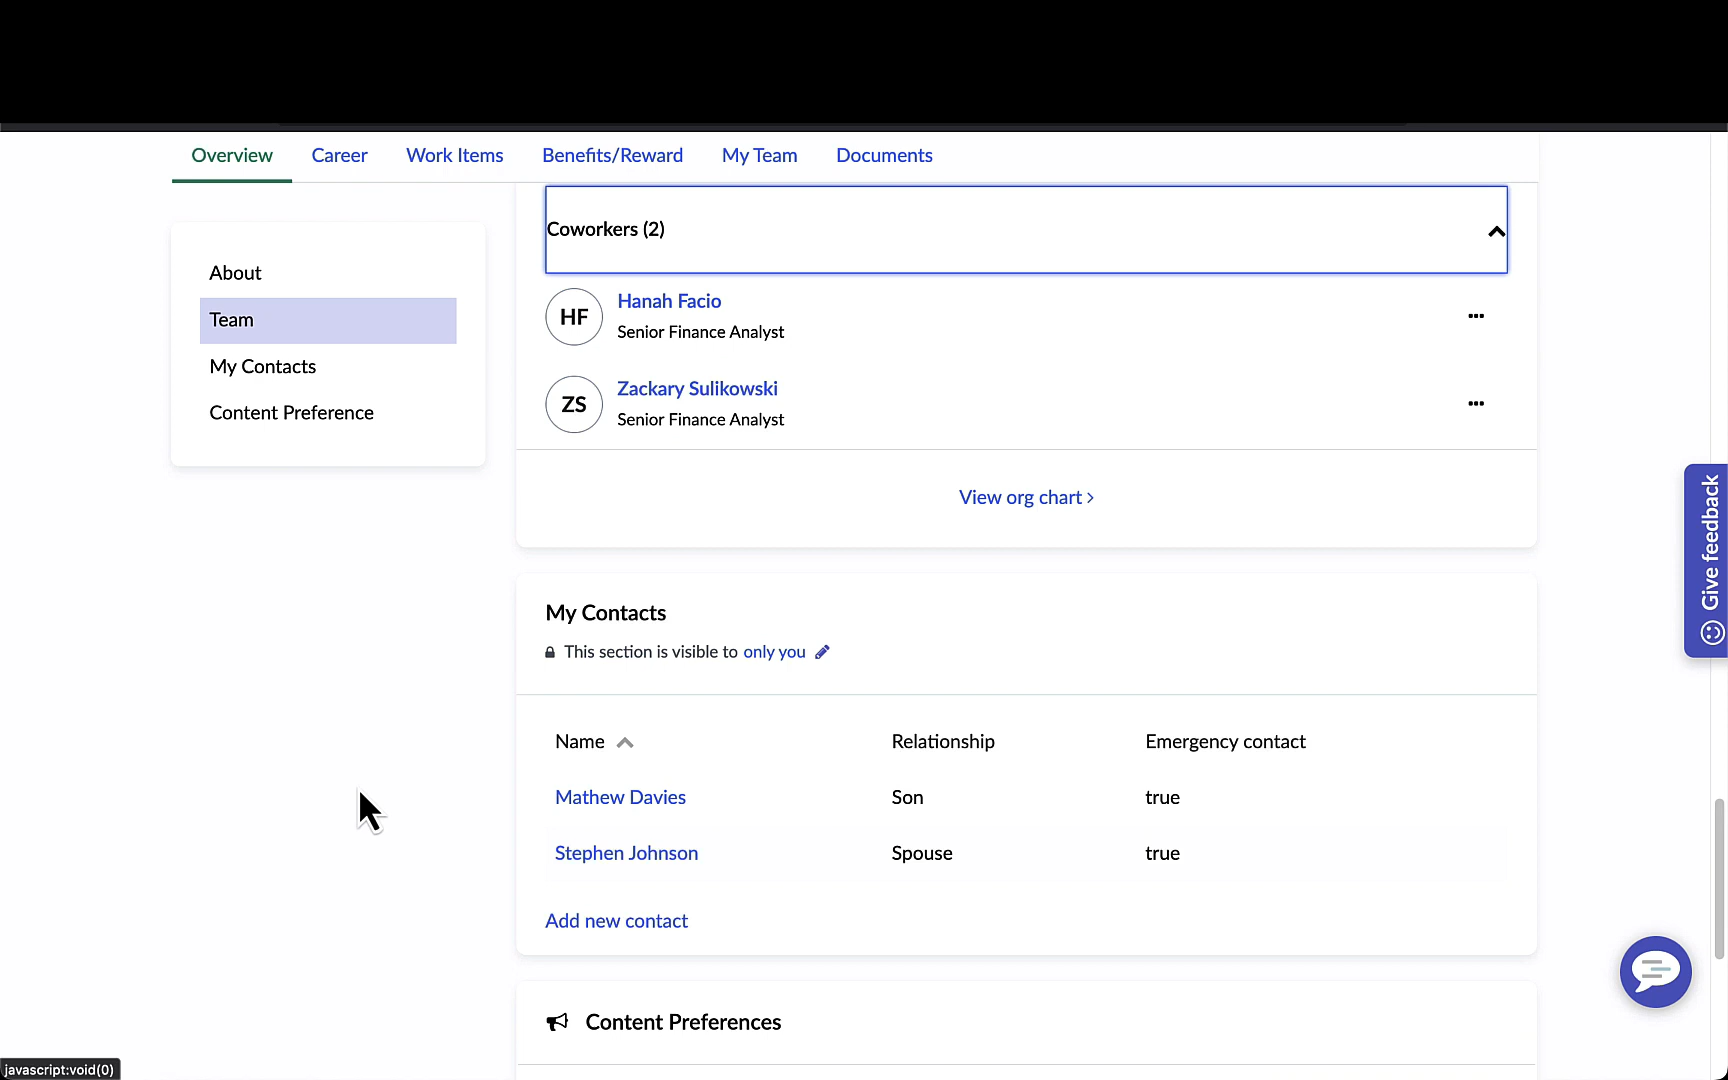 Overview Career Work Items Benefits/Reward My Team Documents
About
Team
My Contacts
Content Preference
Coworkers (2)
HF Hanah Facio
Senior Finance Analyst
ZS Zackary Sulikowski
Senior Finance Analyst
View org chart
My Contacts
This section is visible to only you
Name Relationship Emergency contact
Mathew Davies Son true
Stephen Johnson Spouse true
Add new contact
Content Preferences
Give feedback
javascript:void(0)